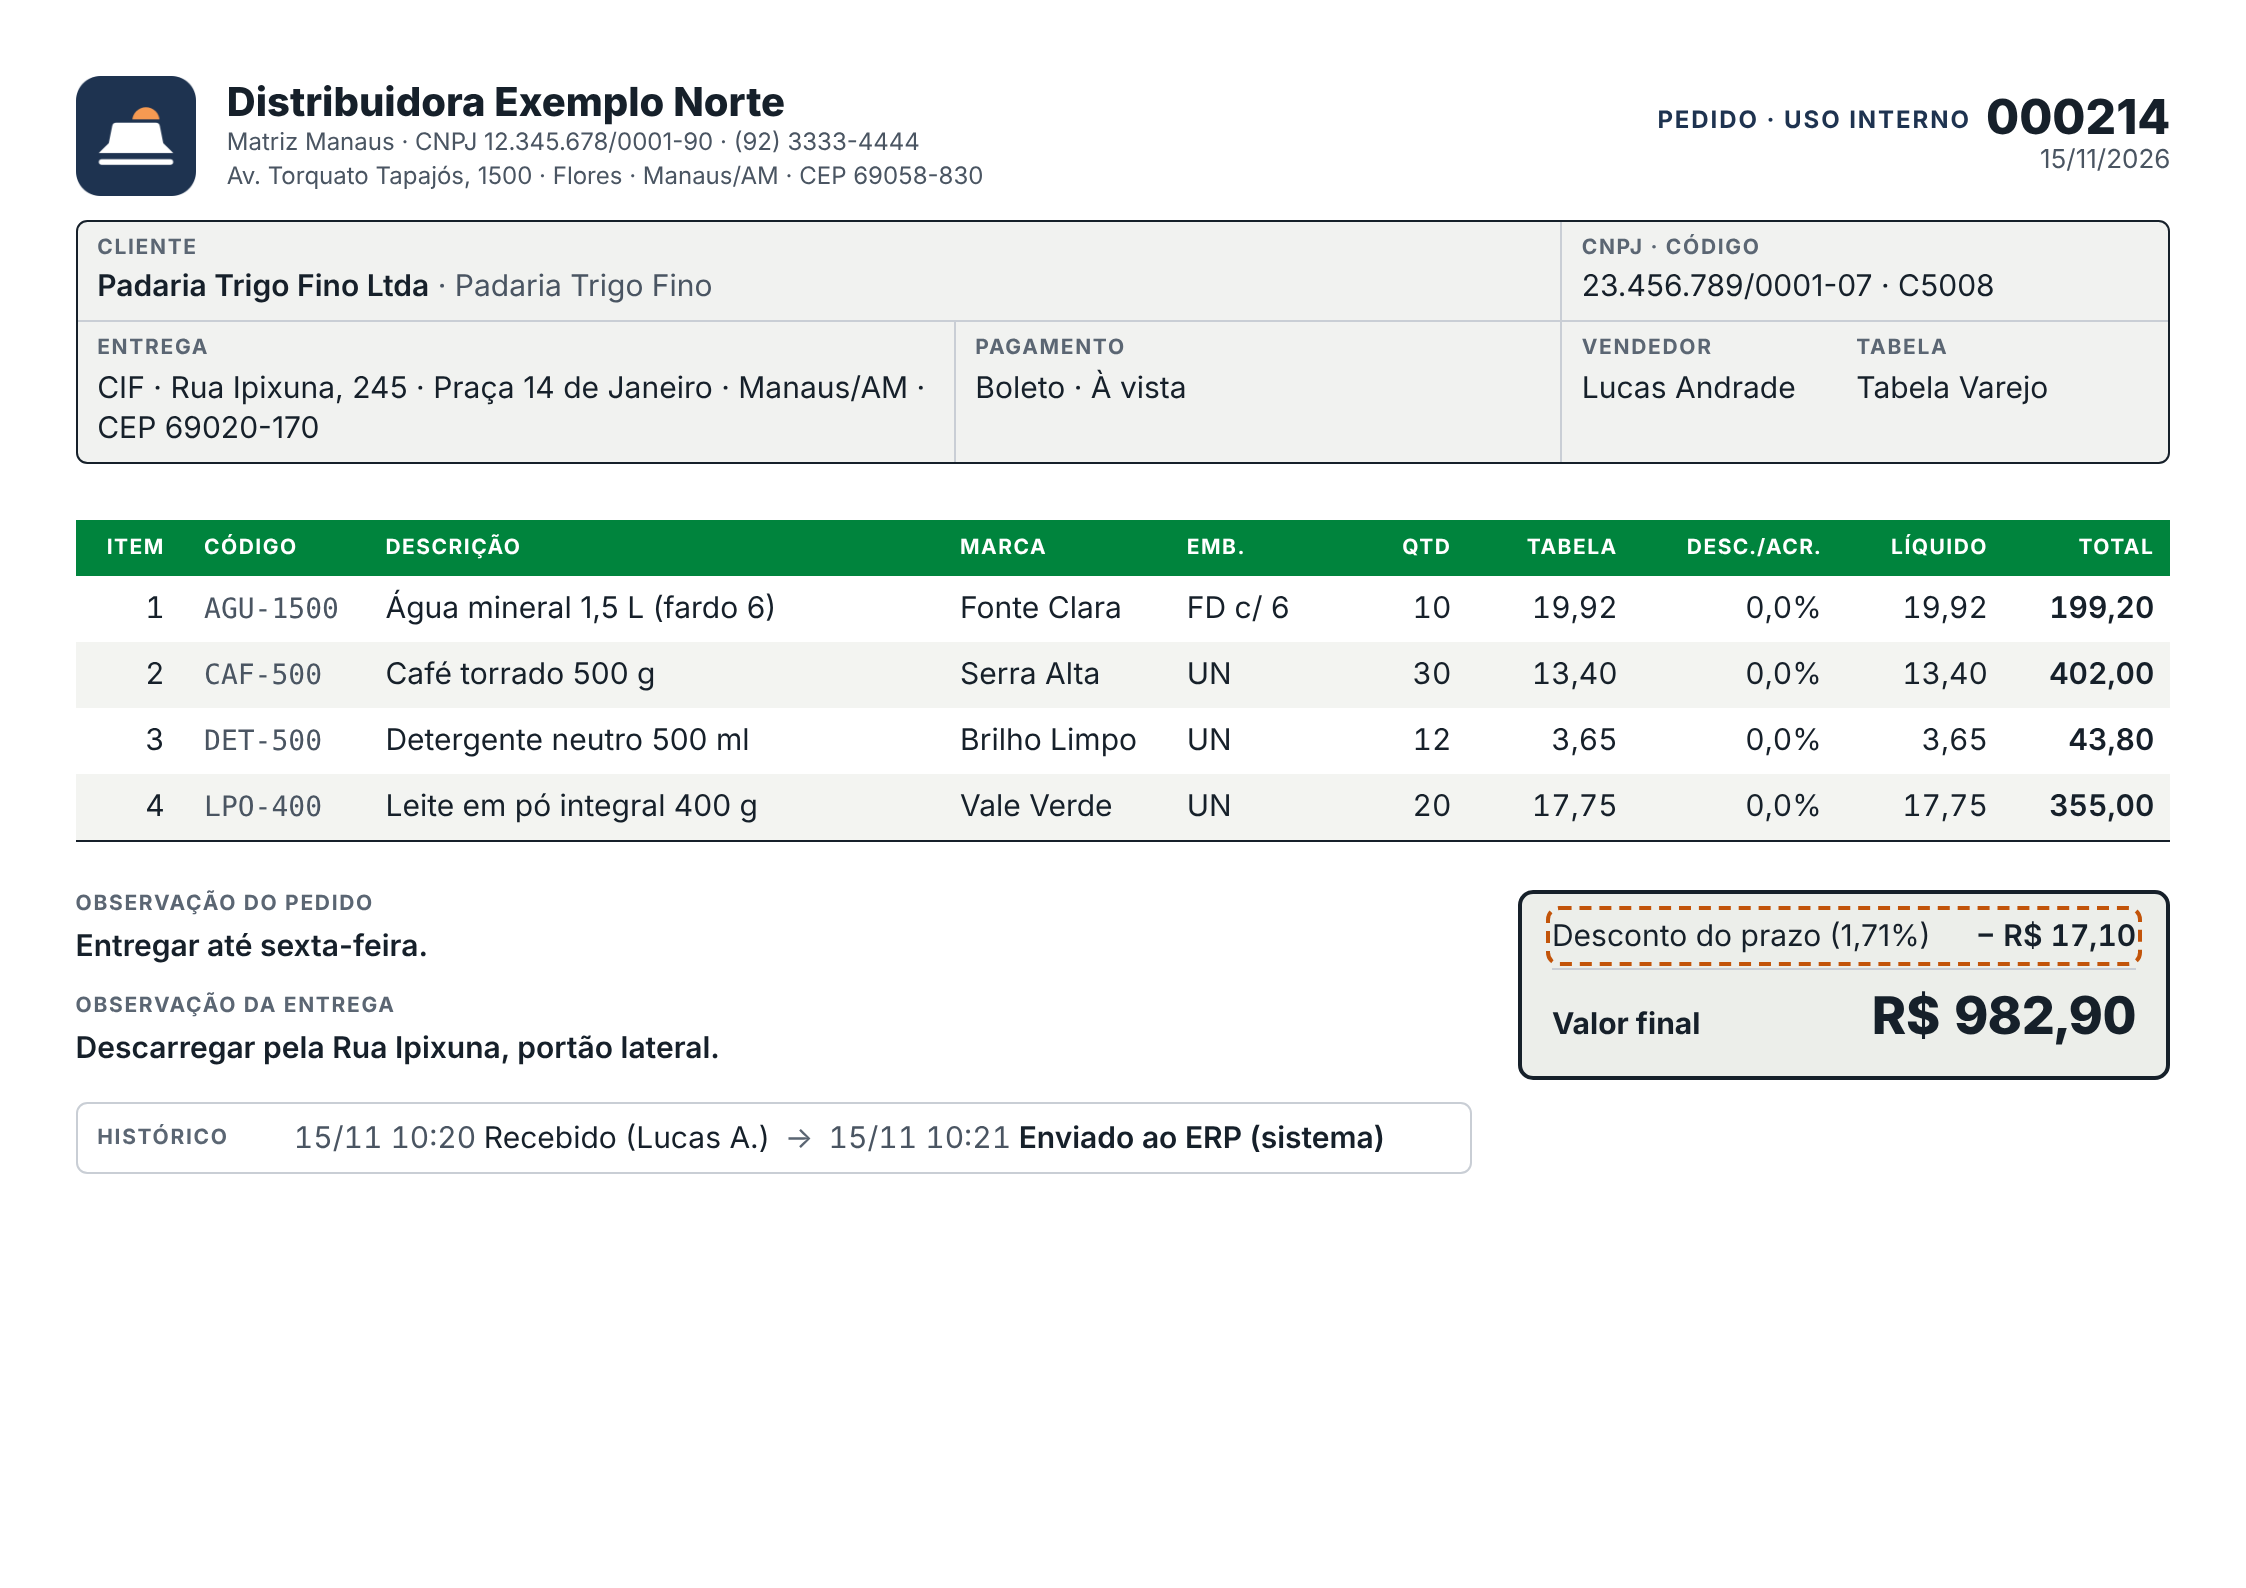 Distribuidora Exemplo Norte
Matriz Manaus · CNPJ 12.345.678/0001-90 · (92) 3333-4444
Av. Torquato Tapajós, 1500 · Flores · Manaus/AM · CEP 69058-830
PEDIDO · USO INTERNO 000214
15/11/2026
CLIENTE
Padaria Trigo Fino Ltda · Padaria Trigo Fino
CNPJ · CÓDIGO
23.456.789/0001-07 · C5008
ENTREGA
CIF · Rua Ipixuna, 245 · Praça 14 de Janeiro · Manaus/AM ·
CEP 69020-170
PAGAMENTO
Boleto · À vista
VENDEDOR
Lucas Andrade
TABELA
Tabela Varejo
ITEM CÓDIGO DESCRIÇÃO MARCA EMB. QTD TABELA DESC./ACR. LÍQUIDO TOTAL
1 AGU-1500 Água mineral 1,5 L (fardo 6) Fonte Clara FD c/ 6 10 19,92 0,0% 19,92 199,20
2 CAF-500 Café torrado 500 g Serra Alta UN 30 13,40 0,0% 13,40 402,00
3 DET-500 Detergente neutro 500 ml Brilho Limpo UN 12 3,65 0,0% 3,65 43,80
4 LPO-400 Leite em pó integral 400 g Vale Verde UN 20 17,75 0,0% 17,75 355,00
OBSERVAÇÃO DO PEDIDO
Entregar até sexta-feira.
OBSERVAÇÃO DA ENTREGA
Descarregar pela Rua Ipixuna, portão lateral.
Desconto do prazo (1,71%) − R$ 17,10
Valor final R$ 982,90
HISTÓRICO 15/11 10:20 Recebido (Lucas A.) → 15/11 10:21 Enviado ao ERP (sistema)